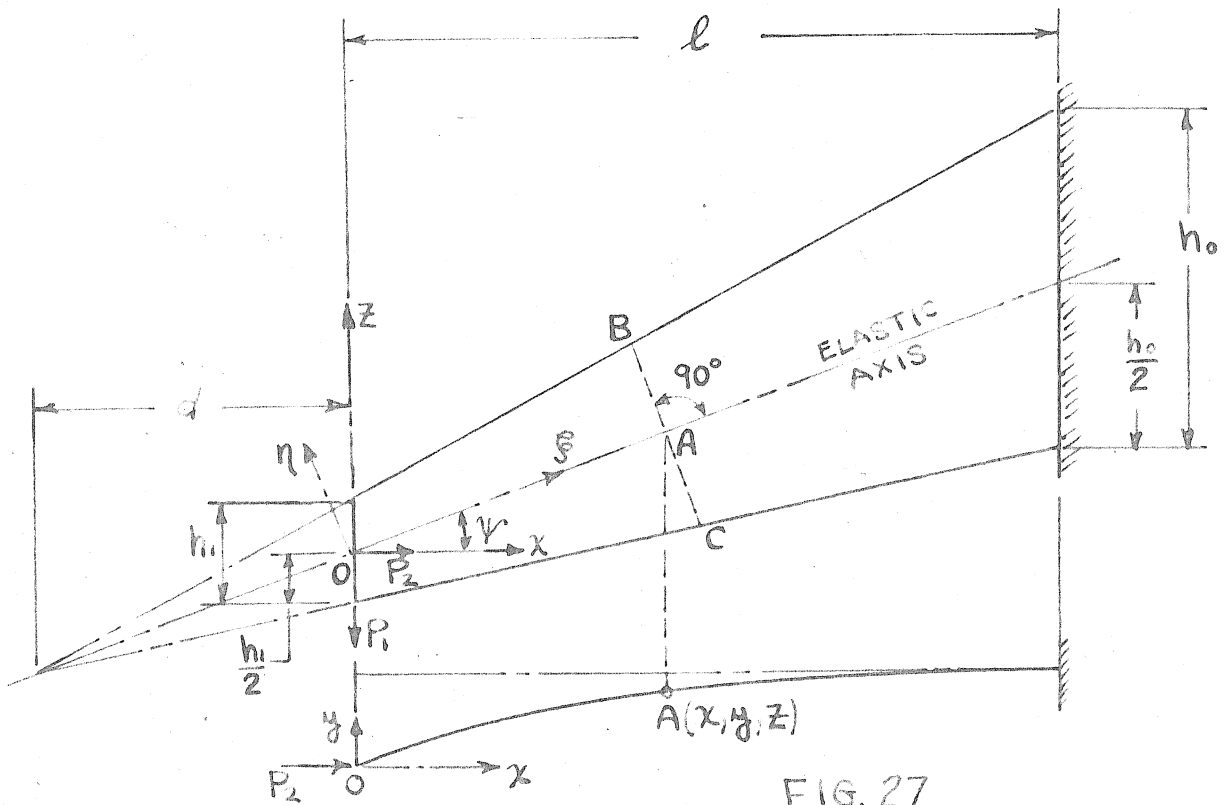 l
h₀
Z
B
ELASTIC
AXIS
h₀/2
90°
d
A
η
ξ
h₁
ψ
x
C
O
P₂
P₁
h₁/2
A(x,y,z)
y
P₂
O
x
FIG. 27